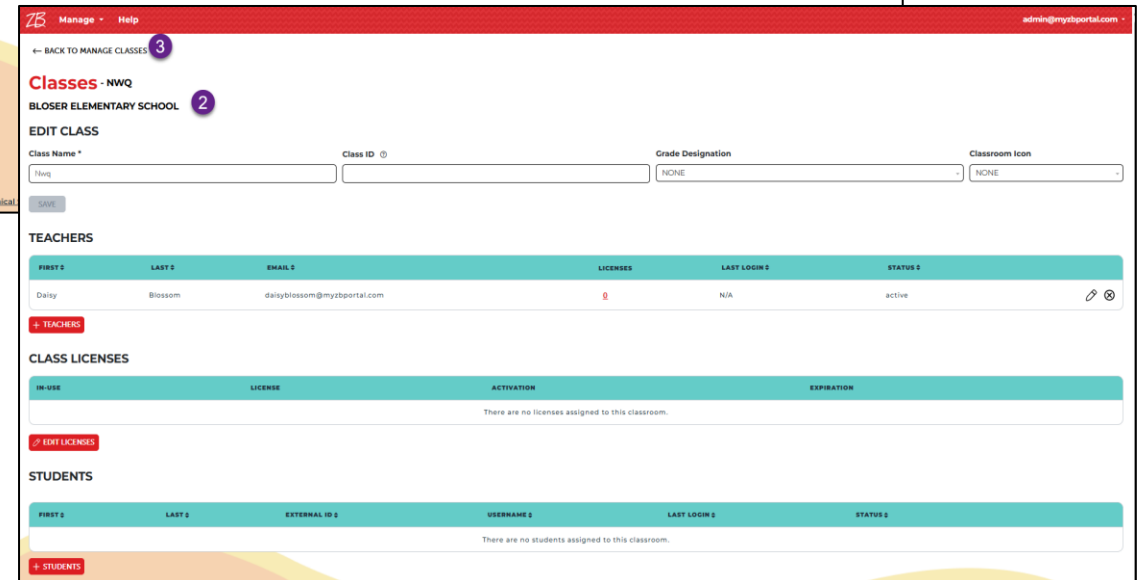 ZB Manage Help admin@myzbportal.com
← BACK TO MANAGE CLASSES 3
Classes - NWQ
BLOSER ELEMENTARY SCHOOL 2
EDIT CLASS
Class Name * Class ID ? Grade Designation Classroom Icon
Nwq NONE NONE
ical
SAVE
TEACHERS
FIRST LAST EMAIL LICENSES LAST LOGIN STATUS
Daisy Blossom daisyblossom@myzbportal.com 0 N/A active
+ TEACHERS
CLASS LICENSES
IN-USE LICENSE ACTIVATION EXPIRATION
There are no licenses assigned to this classroom.
EDIT LICENSES
STUDENTS
FIRST LAST EXTERNAL ID USERNAME LAST LOGIN STATUS
There are no students assigned to this classroom.
+ STUDENTS